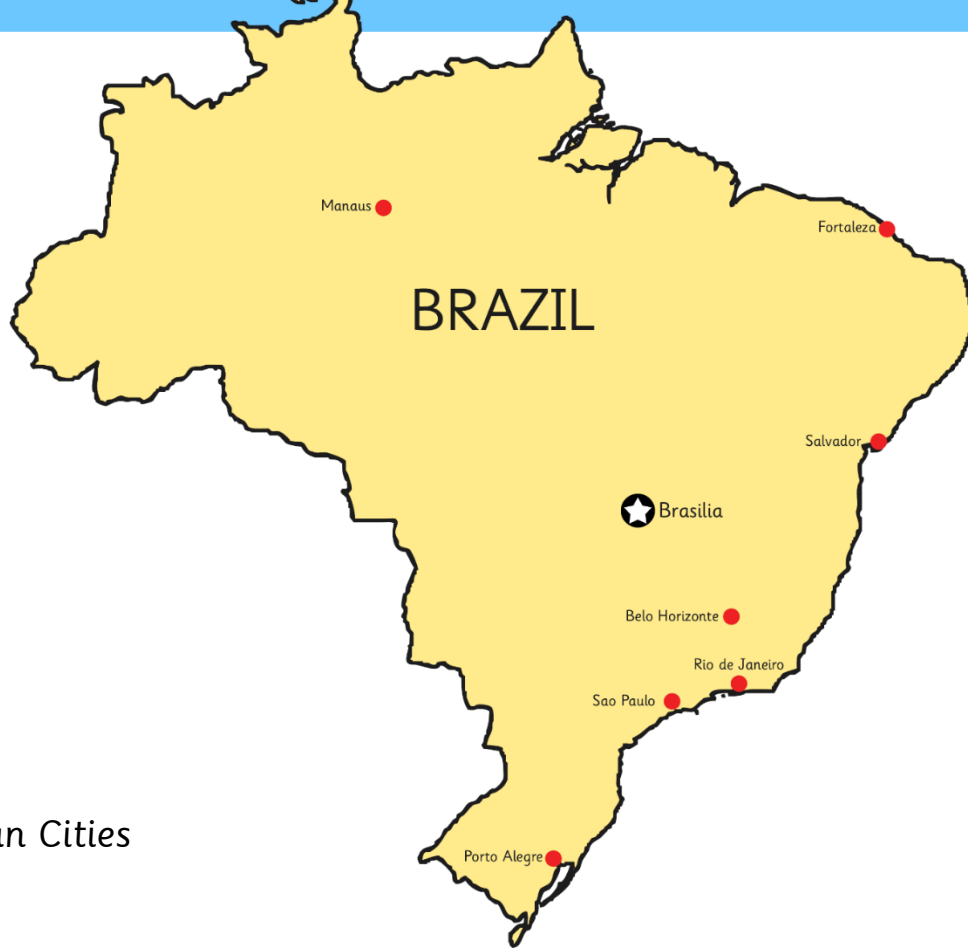 Manaus
Fortaleza
BRAZIL
Salvador
Brasilia
Belo Horizonte
Rio de Janeiro
Sao Paulo
Cities
Porto Alegre